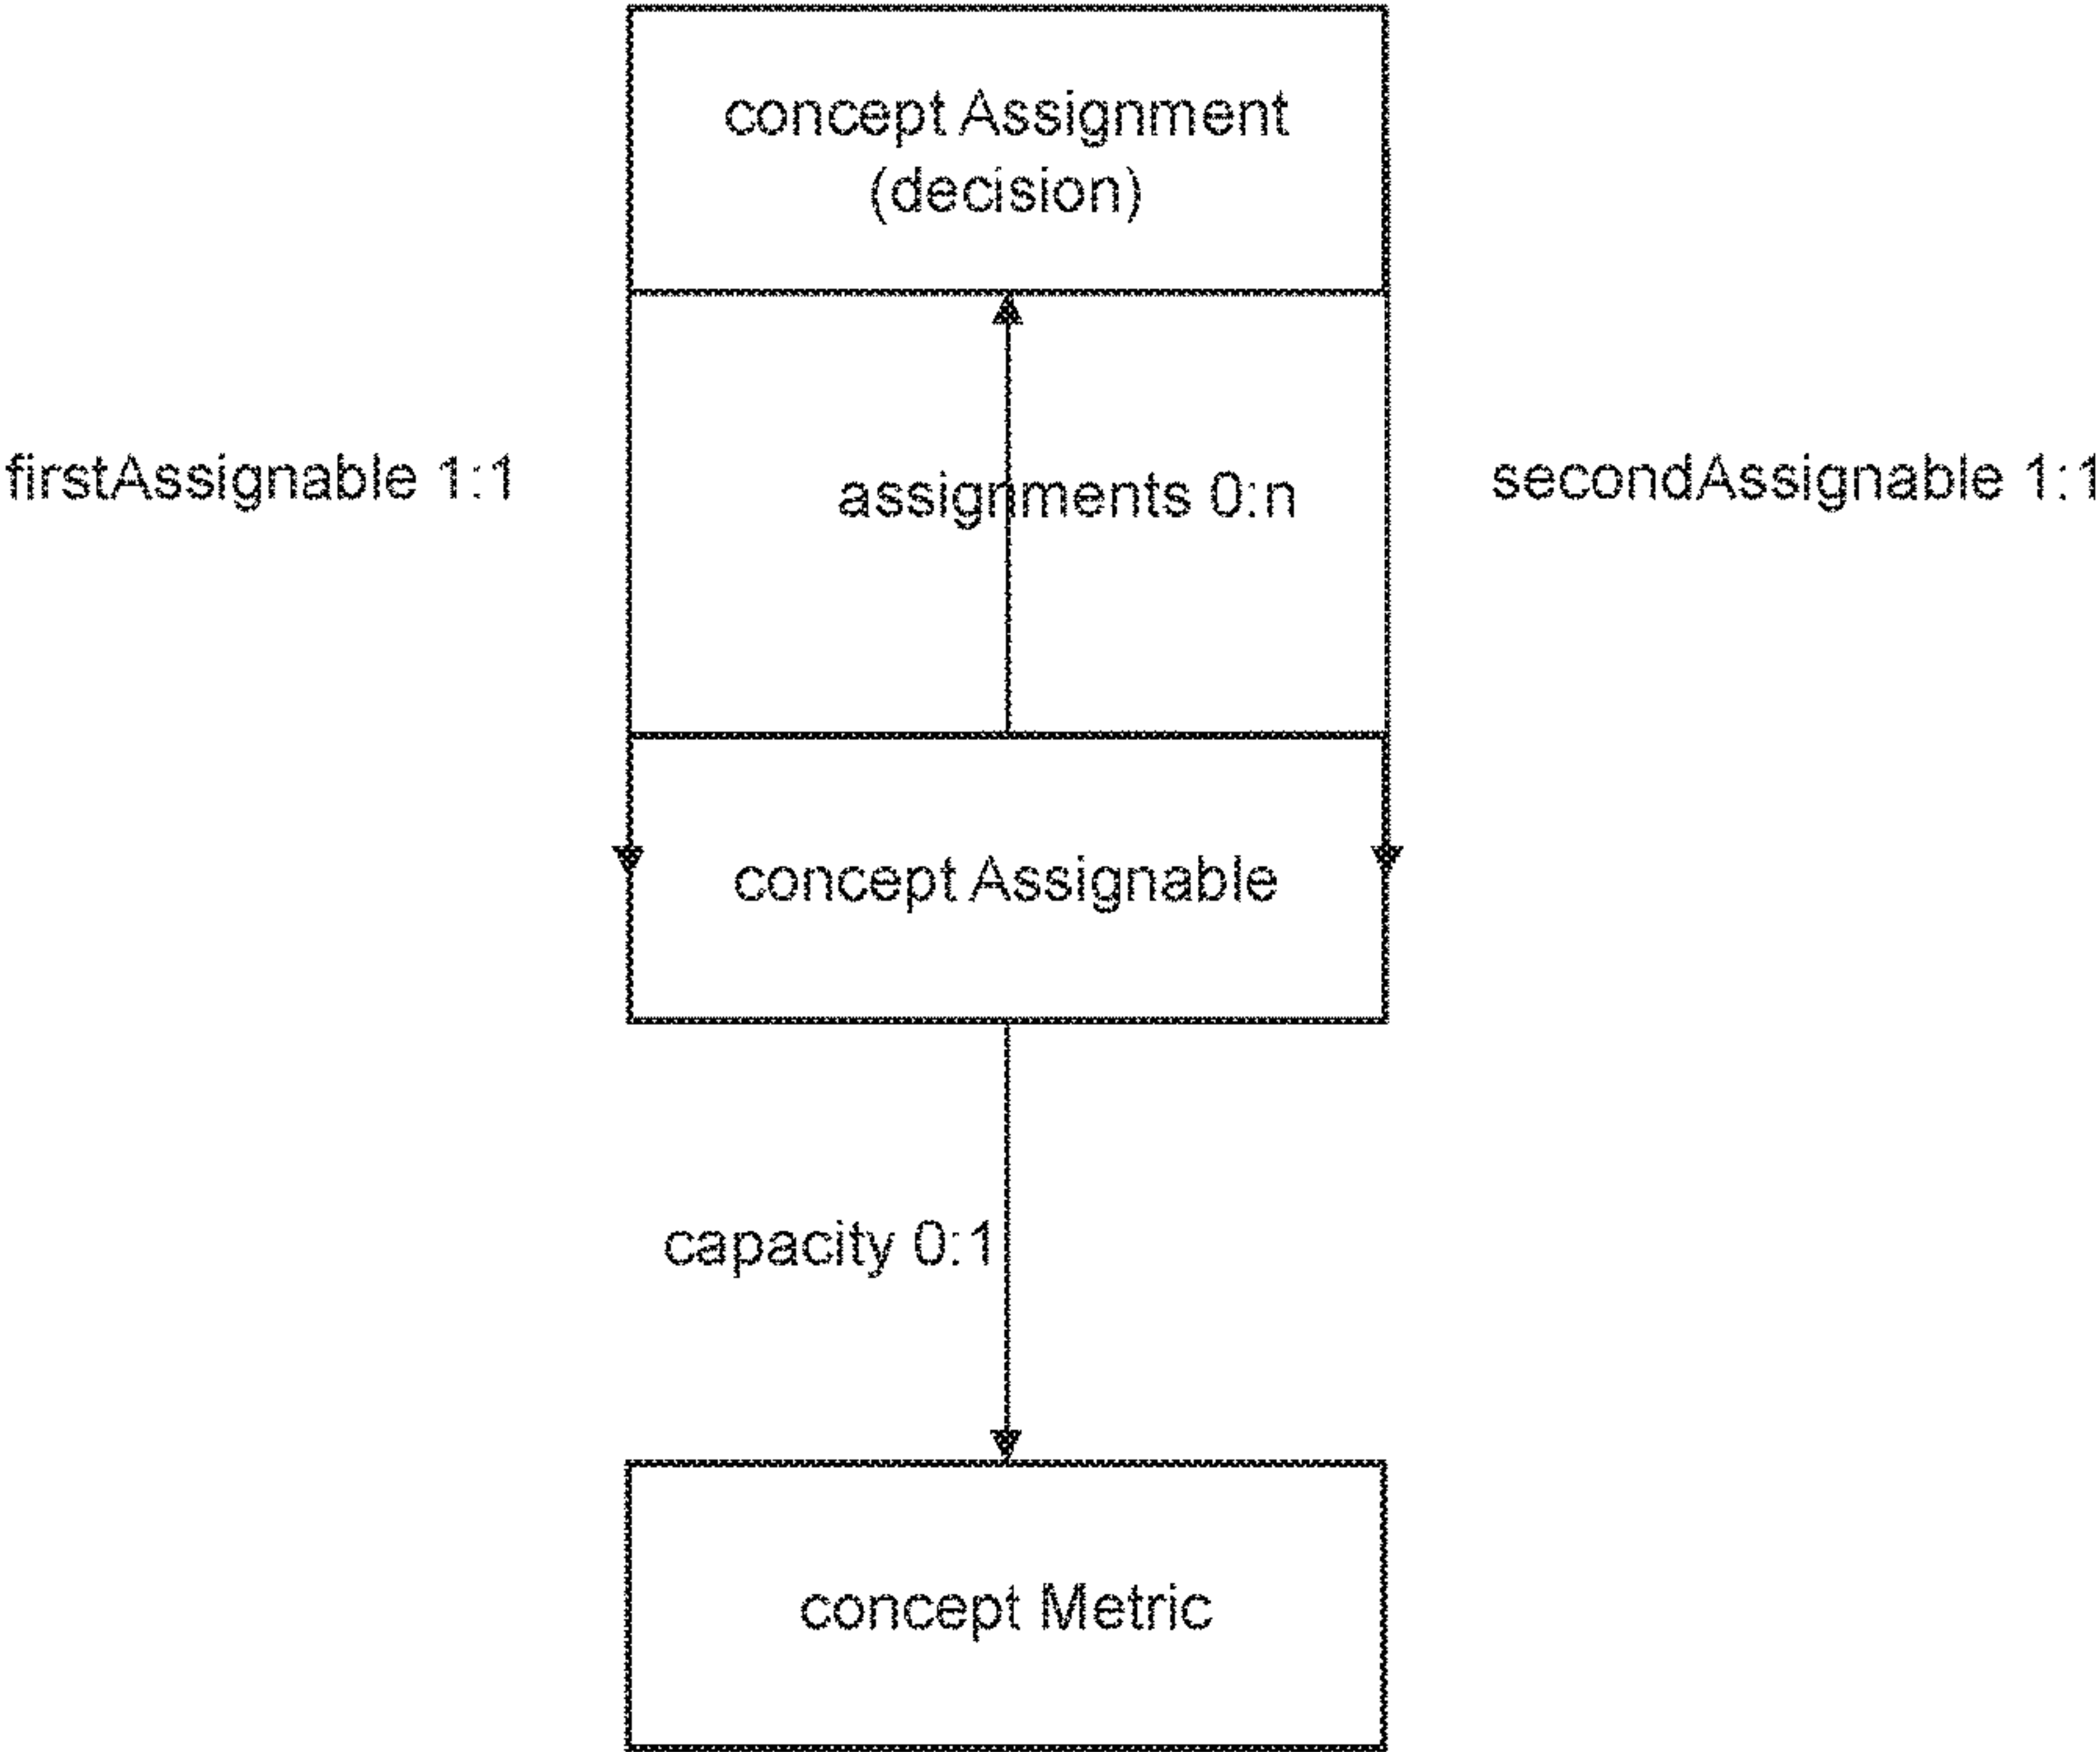 concept Assignment
(decision)
firstAssignable 1:1
assignments 0:n
secondAssignable 1:1
concept Assignable
capacity 0:1
concept Metric